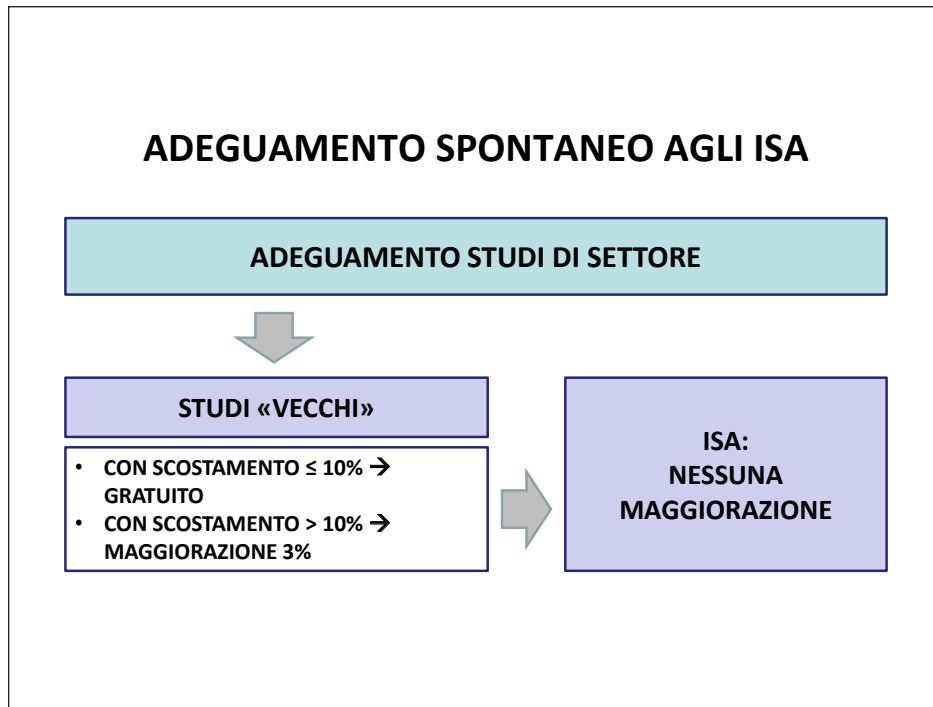 ADEGUAMENTO SPONTANEO AGLI ISA
ADEGUAMENTO STUDI DI SETTORE
STUDI «VECCHI»
• CON SCOSTAMENTO ≤ 10% →
GRATUITO
• CON SCOSTAMENTO > 10% →
MAGGIORAZIONE 3%
ISA:
NESSUNA
MAGGIORAZIONE